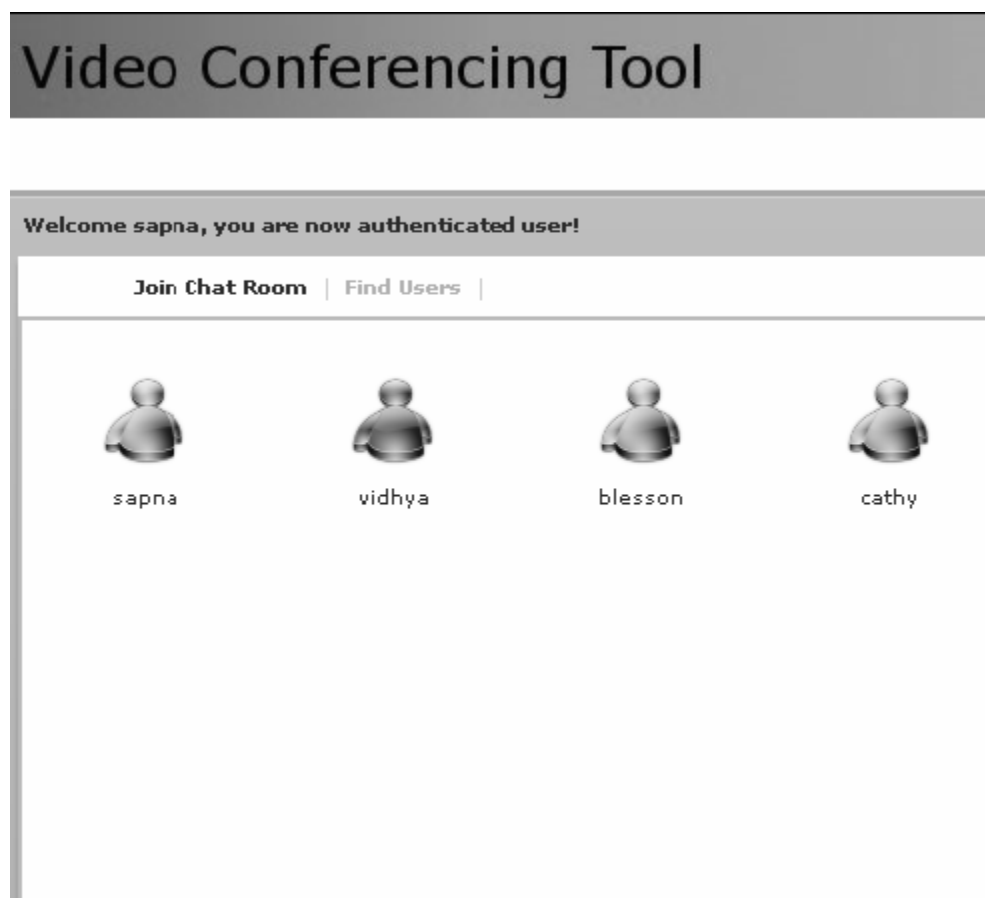 Video Conferencing Tool
Welcome sapna, you are now authenticated user!
Join Chat Room | Find Users |
sapna vidhya blesson cathy